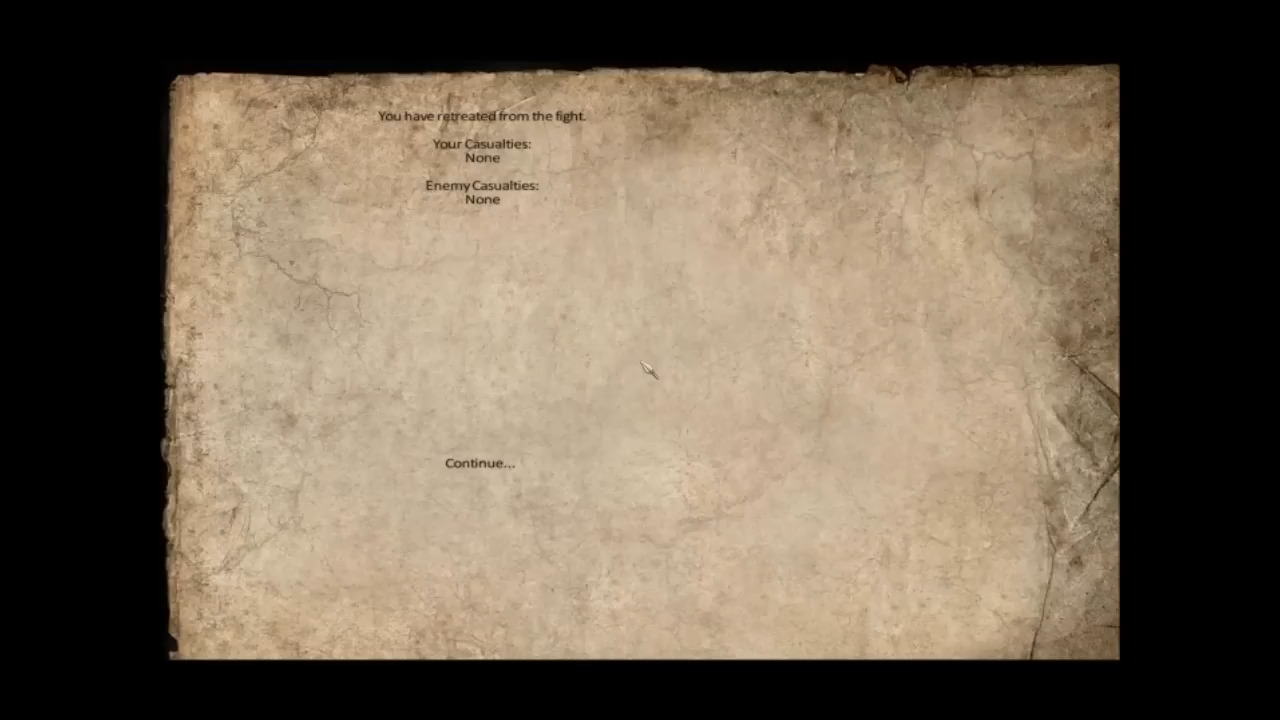 You have retreated from the fight.
Your Casualties:
None
Enemy Casualties:
None
Continue...